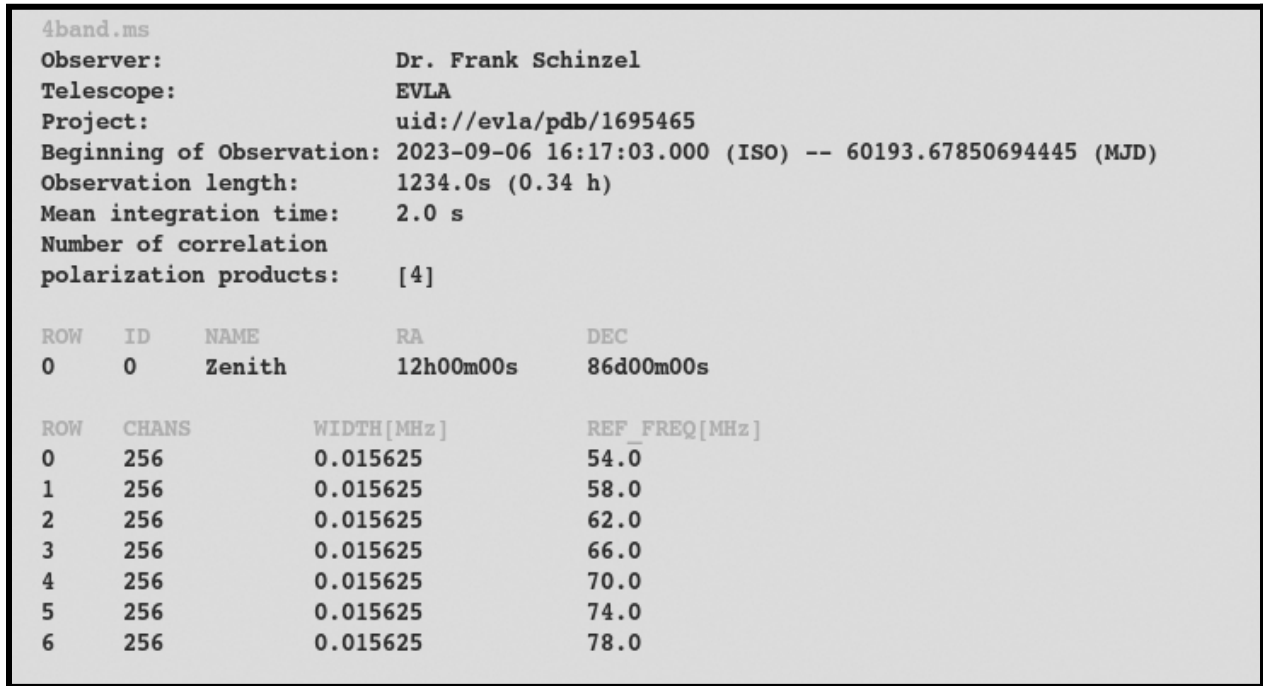 4band.ms
Observer: Dr. Frank Schinzel
Telescope: EVLA
Project: uid://evla/pdb/1695465
Beginning of Observation: 2023-09-06 16:17:03.000 (ISO) -- 60193.67850694445 (MJD)
Observation length: 1234.0s (0.34 h)
Mean integration time: 2.0 s
Number of correlation
polarization products: [4]
ROW ID NAME RA DEC
0 0 Zenith 12h00m00s 86d00m00s
ROW CHANS WIDTH[MHz] REF_FREQ[MHz]
0 256 0.015625 54.0
1 256 0.015625 58.0
2 256 0.015625 62.0
3 256 0.015625 66.0
4 256 0.015625 70.0
5 256 0.015625 74.0
6 256 0.015625 78.0